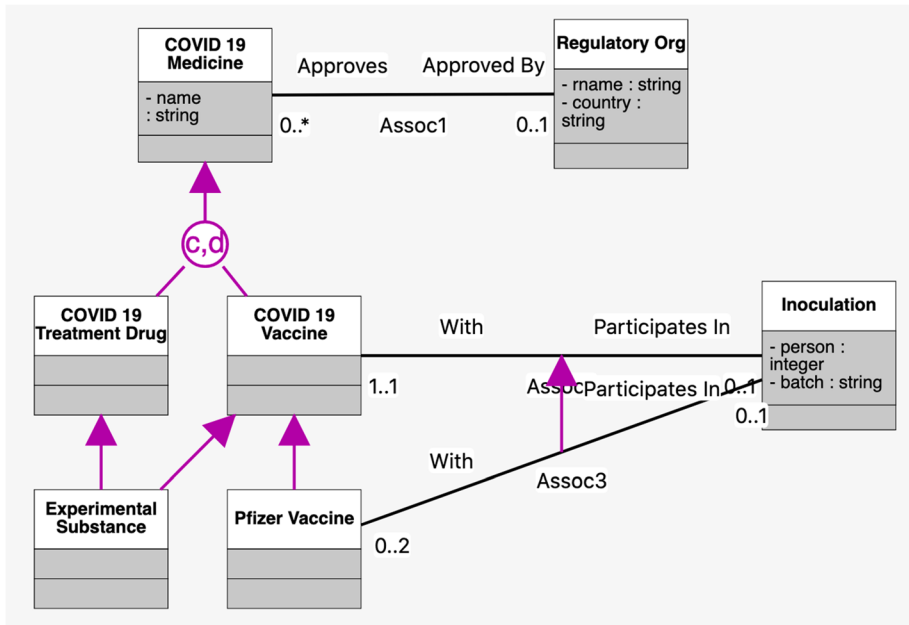 COVID 19
Medicine
- name
: string
Approves
Approved By
Regulatory Org
- rname : string
- country :
string
0..*
Assoc1
0..1
c,d
COVID 19
Treatment Drug
COVID 19
Vaccine
With
Participates In
Inoculation
- person :
integer
- batch : string
1..1
Assoc
Participates In
0..1
0..1
With
Assoc3
Experimental
Substance
Pfizer Vaccine
0..2